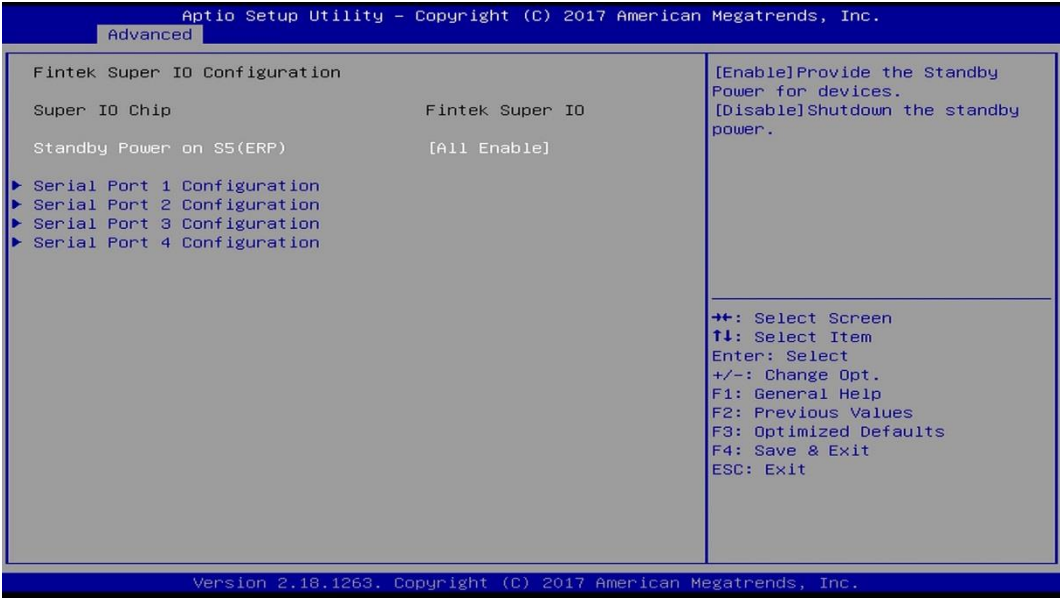 Aptio Setup Utility – Copyright (C) 2017 American Megatrends, Inc.
Advanced
Fintek Super IO Configuration
Super IO Chip Fintek Super IO
Standby Power on S5(ERP) [All Enable]
▶ Serial Port 1 Configuration
▶ Serial Port 2 Configuration
▶ Serial Port 3 Configuration
▶ Serial Port 4 Configuration
[Enable]Provide the Standby
Power for devices.
[Disable]Shutdown the standby
power.
→←: Select Screen
↑↓: Select Item
Enter: Select
+/-: Change Opt.
F1: General Help
F2: Previous Values
F3: Optimized Defaults
F4: Save & Exit
ESC: Exit
Version 2.18.1263. Copyright (C) 2017 American Megatrends, Inc.